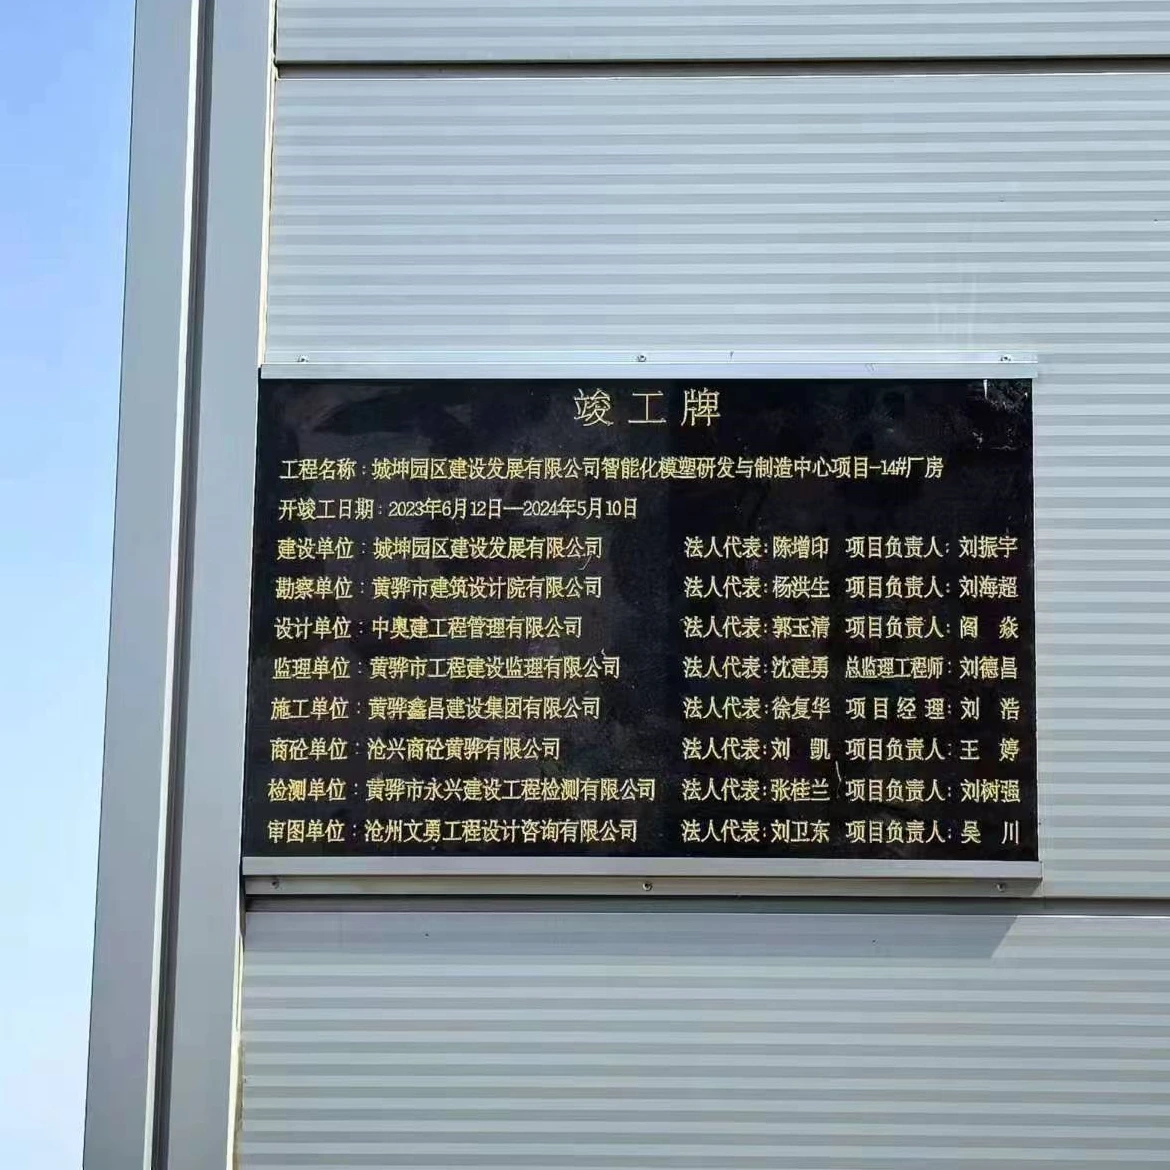 竣工牌
工程名称：城坤园区建设发展有限公司智能化模塑研发与制造中心项目-14#厂房
开竣工日期：2023年6月12日—2024年5月10日
建设单位：城坤园区建设发展有限公司 法人代表：陈增印 项目负责人：刘振宇
勘察单位：黄骅市建筑设计院有限公司 法人代表：杨洪生 项目负责人：刘海超
设计单位：中奥建工程管理有限公司 法人代表：郭玉清 项目负责人：阎 焱
监理单位：黄骅市工程建设监理有限公司 法人代表：沈建勇 总监理工程师：刘德昌
施工单位：黄骅鑫昌建设集团有限公司 法人代表：徐复华 项目经理：刘 浩
商砼单位：沧兴商砼黄骅有限公司 法人代表：刘 凯 项目负责人：王 婷
检测单位：黄骅市永兴建设工程检测有限公司 法人代表：张桂兰 项目负责人：刘树强
审图单位：沧州文勇工程设计咨询有限公司 法人代表：刘卫东 项目负责人：吴 川